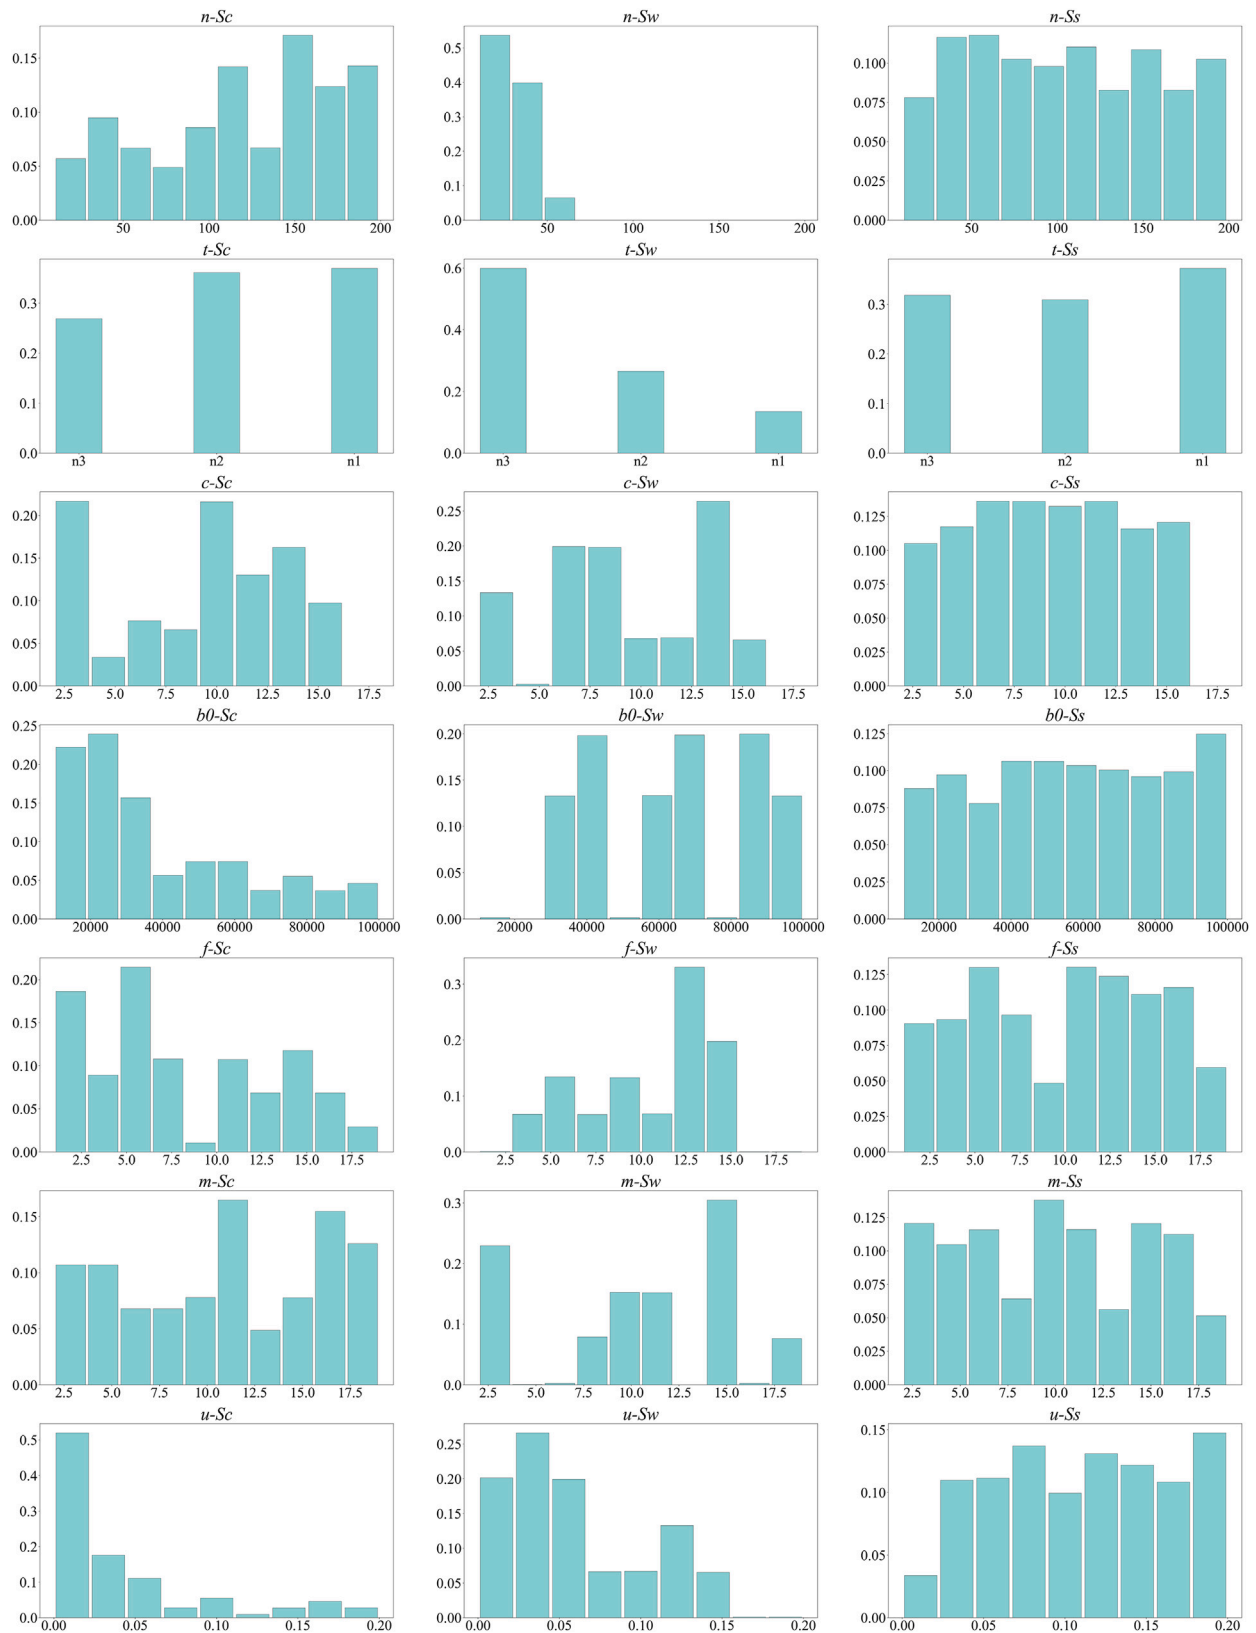 n-Sc n-Sw n-Ss
0.15 0.5 0.100
0.4 0.075
0.10 0.3 0.050
0.05 0.2 0.025
0.1
0.00 0.0 0.000
50 100 150 200 50 100 150 200 50 100 150 200
t-Sc t-Sw t-Ss
0.3 0.6 0.3
0.2 0.4 0.2
0.1 0.2 0.1
0.0 0.0 0.0
n3 n2 n1 n3 n2 n1 n3 n2 n1
c-Sc c-Sw c-Ss
0.20 0.25 0.125
0.15 0.20 0.100
0.10 0.15 0.075
0.05 0.10 0.050
0.05 0.025
0.00 0.00 0.000
2.5 5.0 7.5 10.0 12.5 15.0 17.5 2.5 5.0 7.5 10.0 12.5 15.0 17.5 2.5 5.0 7.5 10.0 12.5 15.0 17.5
b0-Sc b0-Sw b0-Ss
0.25 0.20 0.125
0.20 0.15 0.100
0.15 0.10 0.075
0.10 0.05 0.050
0.05 0.025
0.00 0.00 0.000
20000 40000 60000 80000 100000 20000 40000 60000 80000 100000 20000 40000 60000 80000 100000
f-Sc f-Sw f-Ss
0.20 0.3 0.125
0.15 0.2 0.100
0.10 0.1 0.075
0.05 0.050
0.025
0.00 0.0 0.000
2.5 5.0 7.5 10.0 12.5 15.0 17.5 2.5 5.0 7.5 10.0 12.5 15.0 17.5 2.5 5.0 7.5 10.0 12.5 15.0 17.5
m-Sc m-Sw m-Ss
0.15 0.3 0.125
0.10 0.2 0.100
0.05 0.1 0.075
0.050
0.025
0.00 0.0 0.000
2.5 5.0 7.5 10.0 12.5 15.0 17.5 2.5 5.0 7.5 10.0 12.5 15.0 17.5 2.5 5.0 7.5 10.0 12.5 15.0 17.5
u-Sc u-Sw u-Ss
0.5 0.25 0.15
0.4 0.20 0.10
0.3 0.15 0.05
0.2 0.10
0.1 0.05
0.0 0.00 0.00
0.00 0.05 0.10 0.15 0.20 0.00 0.05 0.10 0.15 0.20 0.00 0.05 0.10 0.15 0.20